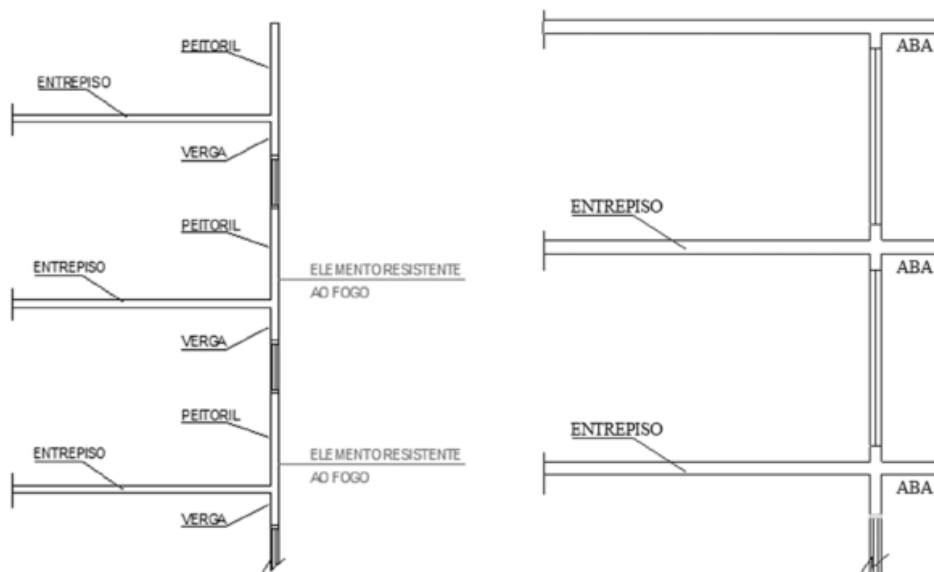 PEITORIL
ENTREPISO
VERGA
PEITORIL
ENTREPISO
ELEMENTO RESISTENTE
AO FOGO
VERGA
PEITORIL
ENTREPISO
ELEMENTO RESISTENTE
AO FOGO
VERGA
ABA
ENTREPISO
ABA
ENTREPISO
ABA